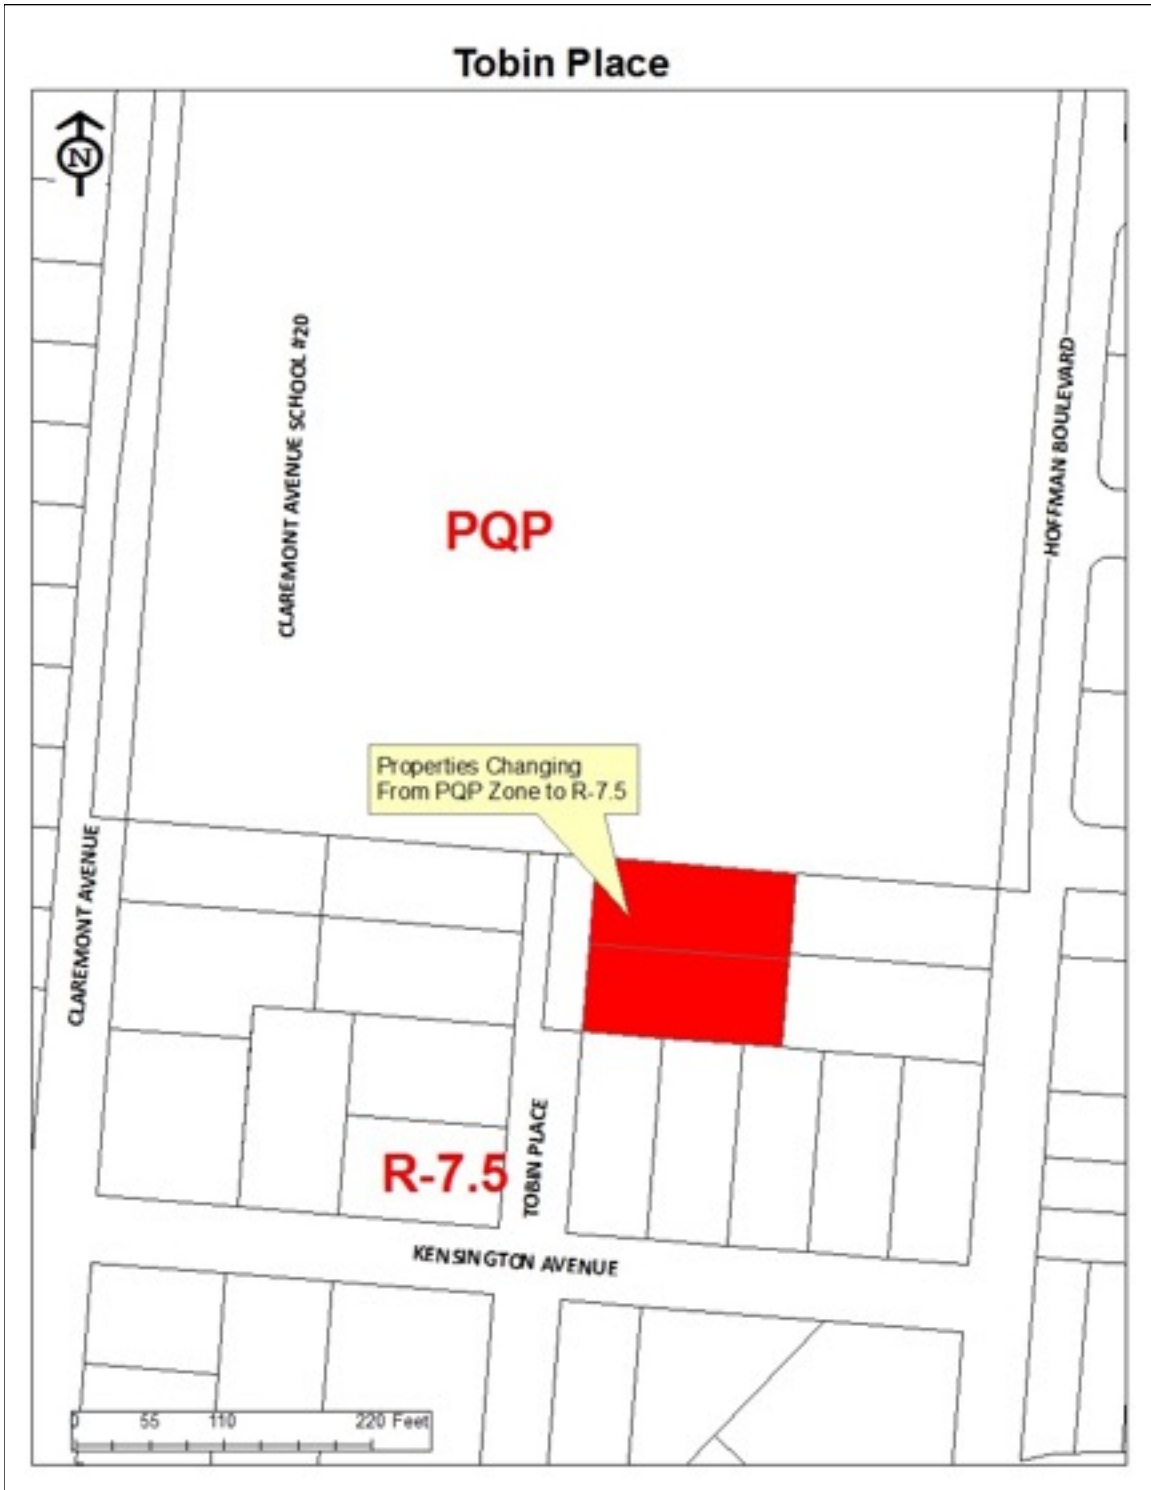 Tobin Place
N
CLAREMONT AVENUE SCHOOL #20
HOFFMAN BOULEVARD
PQP
Properties Changing
From PQP Zone to R-7.5
CLAREMONT AVENUE
TOBIN PLACE
R-7.5
KENSINGTON AVENUE
0 55 110 220 Feet